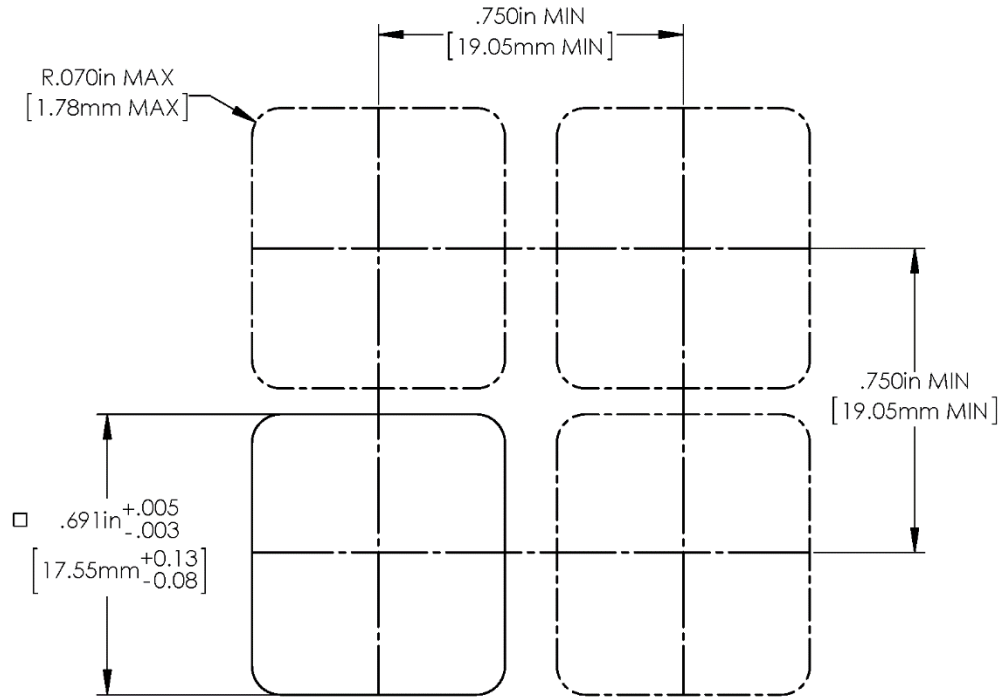 .750in MIN
[19.05mm MIN]
R.070in MAX
[1.78mm MAX]
.750in MIN
[19.05mm MIN]
□ .691in +.005 -.003
[17.55mm +0.13 -0.08]